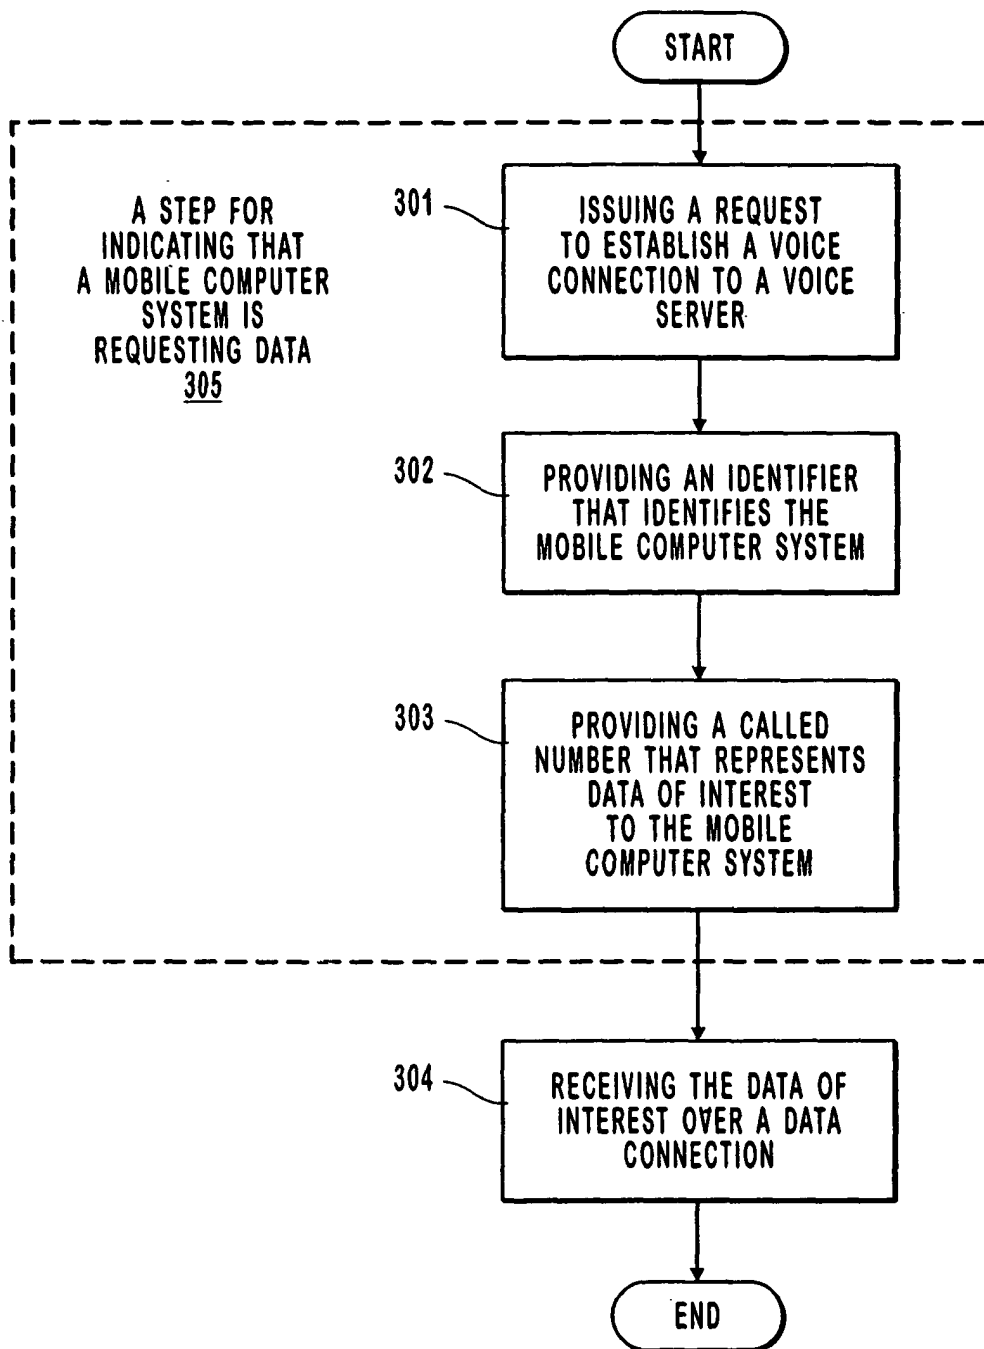 START
A STEP FOR
INDICATING THAT
A MOBILE COMPUTER
SYSTEM IS
REQUESTING DATA
305
301
ISSUING A REQUEST
TO ESTABLISH A VOICE
CONNECTION TO A VOICE
SERVER
302
PROVIDING AN IDENTIFIER
THAT IDENTIFIES THE
MOBILE COMPUTER SYSTEM
303
PROVIDING A CALLED
NUMBER THAT REPRESENTS
DATA OF INTEREST
TO THE MOBILE
COMPUTER SYSTEM
304
RECEIVING THE DATA OF
INTEREST OVER A DATA
CONNECTION
END